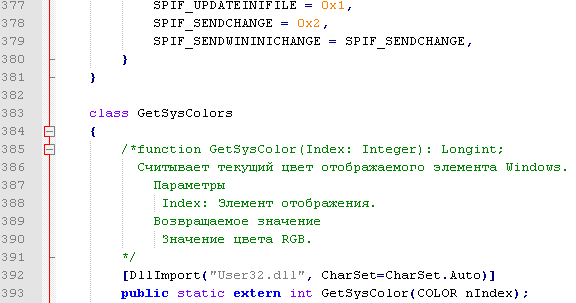 377 SPIF_UPDATEINIFILE = 0x1,
378 SPIF_SENDCHANGE = 0x2,
379 SPIF_SENDWININICHANGE = SPIF_SENDCHANGE,
380 }
381 }
382
383 class GetSysColors
384 {
385 /*function GetSysColor(Index: Integer): Longint;
386 Считывает текущий цвет отображаемого элемента Windows.
387 Параметры
388 Index: Элемент отображения.
389 Возвращаемое значение
390 Значение цвета RGB.
391 */
392 [DllImport("User32.dll", CharSet=CharSet.Auto)]
393 public static extern int GetSysColor(COLOR nIndex);